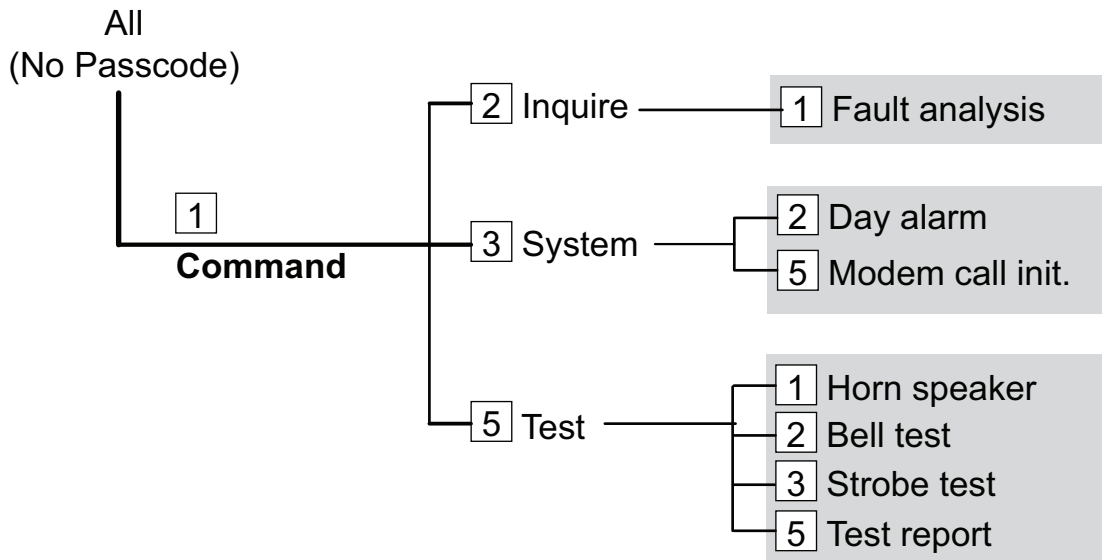 All
(No Passcode)
1
Command
2 Inquire
1 Fault analysis
3 System
2 Day alarm
5 Modem call init.
5 Test
1 Horn speaker
2 Bell test
3 Strobe test
5 Test report